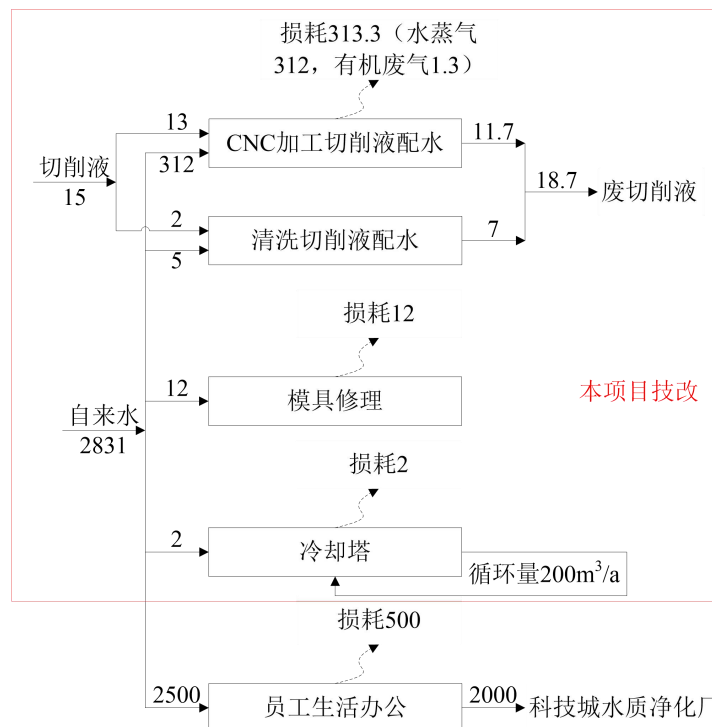 损耗313.3（水蒸气
312，有机废气1.3）
13
CNC加工切削液配水
11.7
切削液
312
15
18.7
废切削液
2
清洗切削液配水
7
5
损耗12
12
模具修理
本项目技改
自来水
2831
损耗2
2
冷却塔
循环量200m³/a
损耗500
2500
员工生活办公
2000
科技城水质净化厂